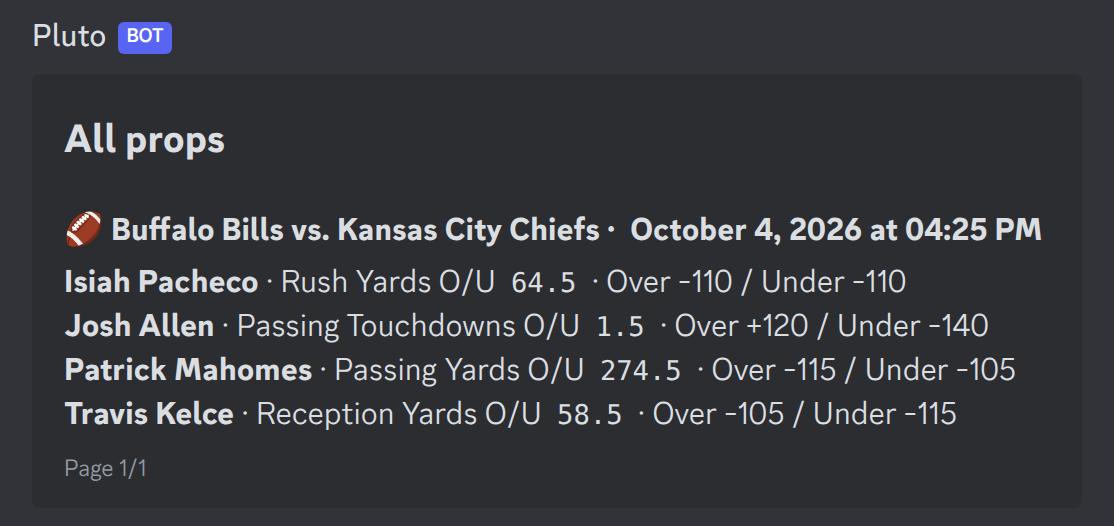 Pluto BOT
All props
🏈 Buffalo Bills vs. Kansas City Chiefs · October 4, 2026 at 04:25 PM
Isiah Pacheco · Rush Yards O/U 64.5 · Over -110 / Under -110
Josh Allen · Passing Touchdowns O/U 1.5 · Over +120 / Under -140
Patrick Mahomes · Passing Yards O/U 274.5 · Over -115 / Under -105
Travis Kelce · Reception Yards O/U 58.5 · Over -105 / Under -115
Page 1/1